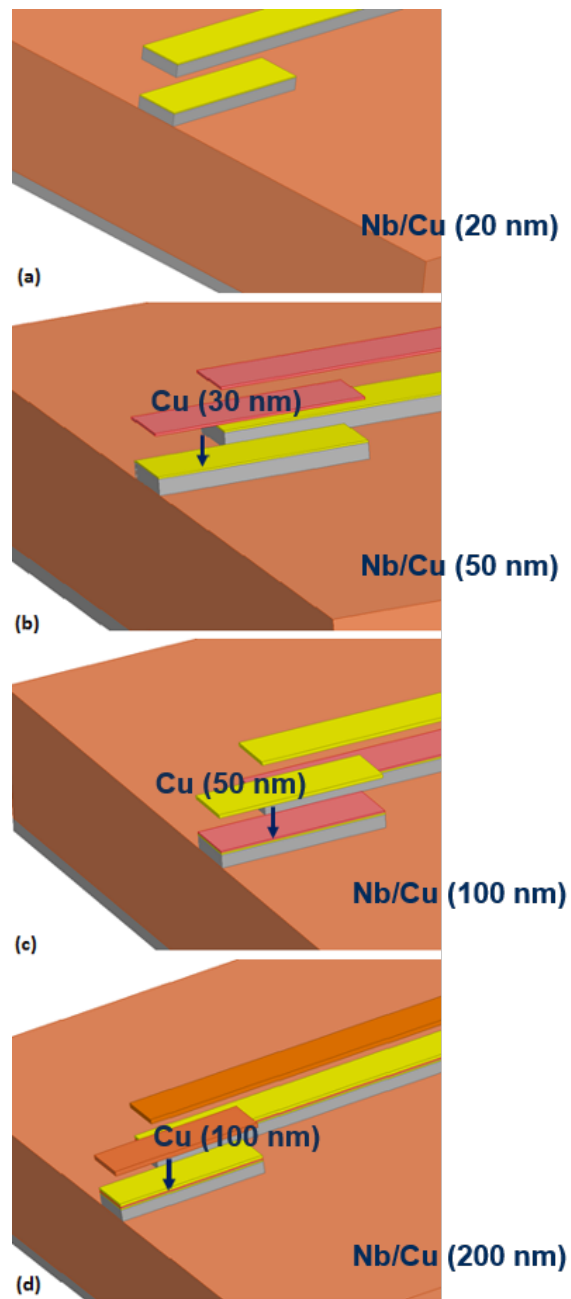 Nb/Cu (20 nm)
(a)
Cu (30 nm)
Nb/Cu (50 nm)
(b)
Cu (50 nm)
Nb/Cu (100 nm)
(c)
Cu (100 nm)
Nb/Cu (200 nm)
(d)